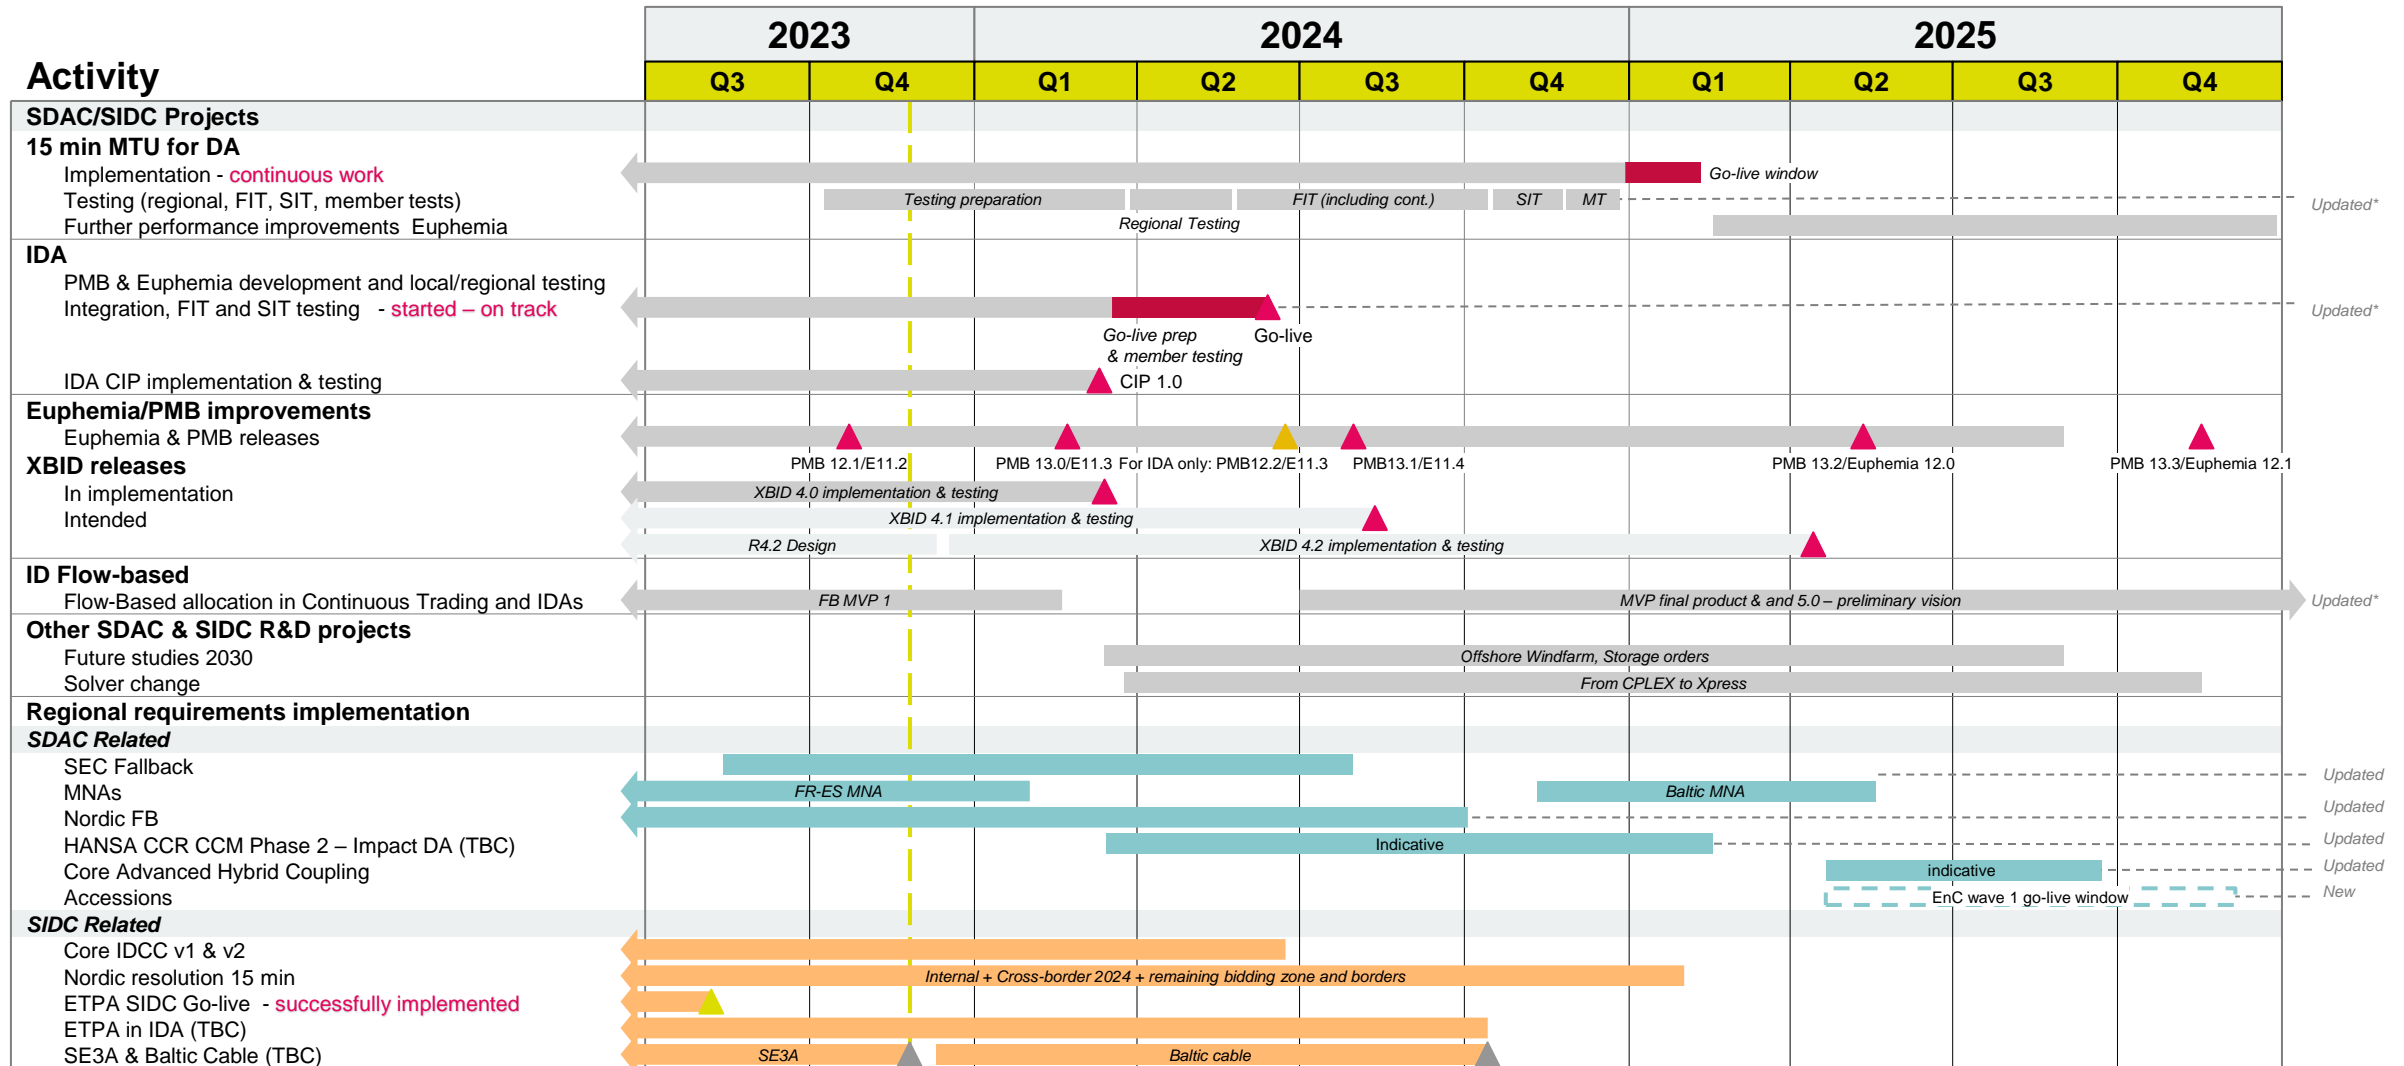 2023 2024 2025
Activity Q3 Q4 Q1 Q2 Q3 Q4 Q1 Q2 Q3 Q4
SDAC/SIDC Projects
15 min MTU for DA
Implementation - continuous work Go-live window
Testing (regional, FIT, SIT, member tests) Testing preparation FIT (including cont.) SIT MT Updated*
Further performance improvements Euphemia Regional Testing
IDA
PMB & Euphemia development and local/regional testing
Integration, FIT and SIT testing - started – on track Updated*
Go-live prep Go-live
& member testing
IDA CIP implementation & testing CIP 1.0
Euphemia/PMB improvements
Euphemia & PMB releases
XBID releases PMB 12.1/E11.2 PMB 13.0/E11.3 For IDA only: PMB12.2/E11.3 PMB13.1/E11.4 PMB 13.2/Euphemia 12.0 PMB 13.3/Euphemia 12.1
In implementation XBID 4.0 implementation & testing
Intended XBID 4.1 implementation & testing
R4.2 Design XBID 4.2 implementation & testing
ID Flow-based
Flow-Based allocation in Continuous Trading and IDAs FB MVP 1 MVP final product & and 5.0 – preliminary vision Updated*
Other SDAC & SIDC R&D projects
Future studies 2030 Offshore Windfarm, Storage orders
Solver change From CPLEX to Xpress
Regional requirements implementation
SDAC Related
SEC Fallback Updated
MNAs FR-ES MNA Baltic MNA
Nordic FB Updated
HANSA CCR CCM Phase 2 – Impact DA (TBC) Indicative Updated
Core Advanced Hybrid Coupling indicative Updated
Accessions EnC wave 1 go-live window New
SIDC Related
Core IDCC v1 & v2
Nordic resolution 15 min Internal + Cross-border 2024 + remaining bidding zone and borders
ETPA SIDC Go-live - successfully implemented
ETPA in IDA (TBC)
SE3A & Baltic Cable (TBC) SE3A Baltic cable